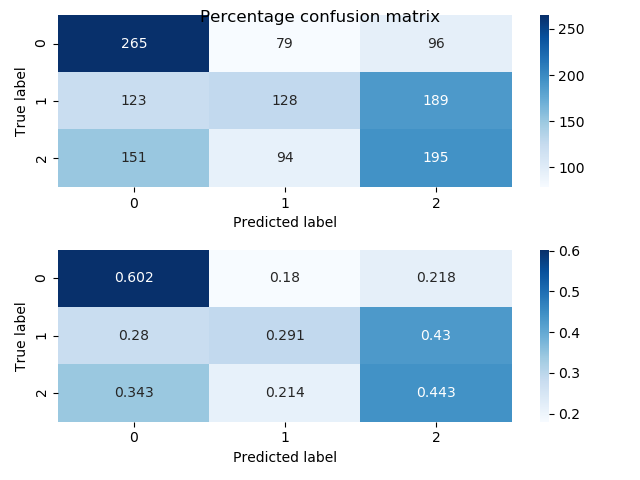 Percentage confusion matrix
True label
0 265 79 96 250
1 123 128 189 200
150
2 151 94 195 100
0 1 2
Predicted label
True label
0 0.602 0.18 0.218 0.6
0.5
1 0.28 0.291 0.43 0.4
0.3
2 0.343 0.214 0.443 0.2
0 1 2
Predicted label